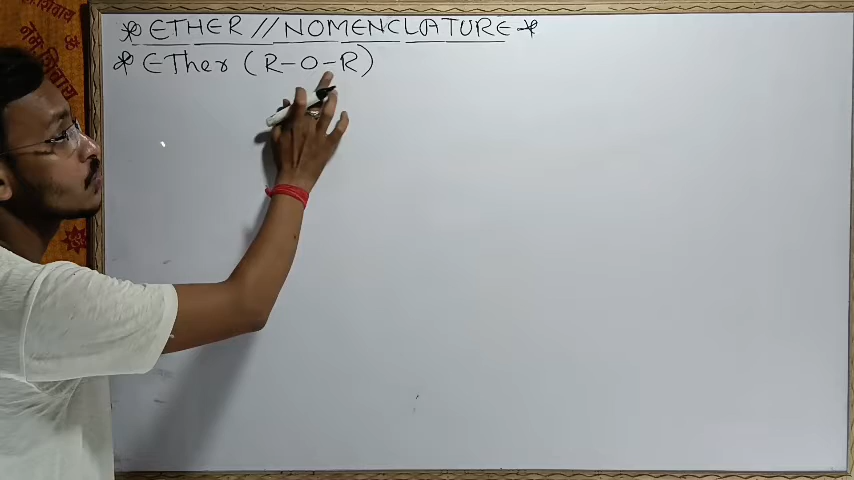 * ETHER // NOMENCLATURE *
* ETher (R-O-R)